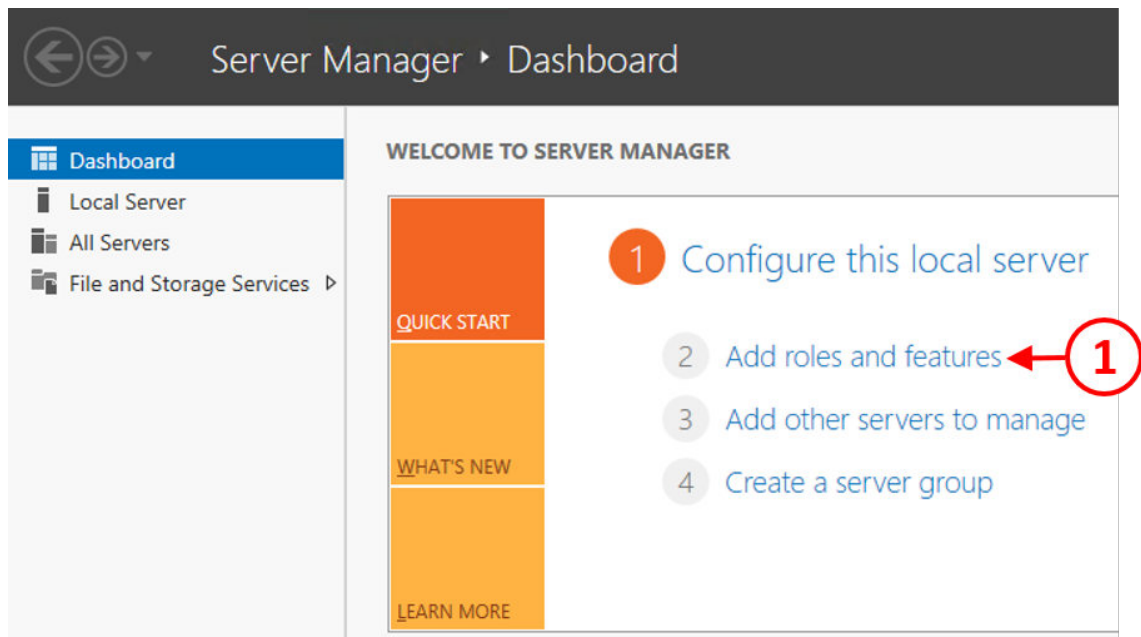 Server Manager ‣ Dashboard
Dashboard
Local Server
All Servers
File and Storage Services
WELCOME TO SERVER MANAGER
QUICK START
WHAT'S NEW
LEARN MORE
1 Configure this local server
2 Add roles and features
1
3 Add other servers to manage
4 Create a server group